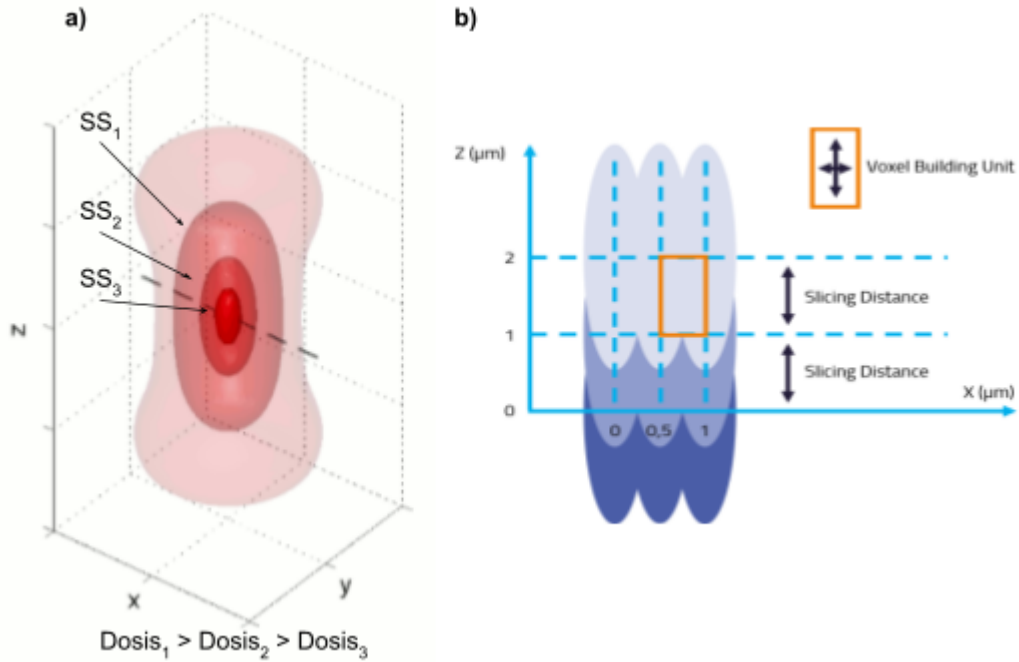 a)
SS₁
SS₂
SS₃
z
x
y
Dosis₁ > Dosis₂ > Dosis₃
b)
Z (μm)
Voxel Building Unit
2
Slicing Distance
1
Slicing Distance
X (μm)
0
0 0,5 1